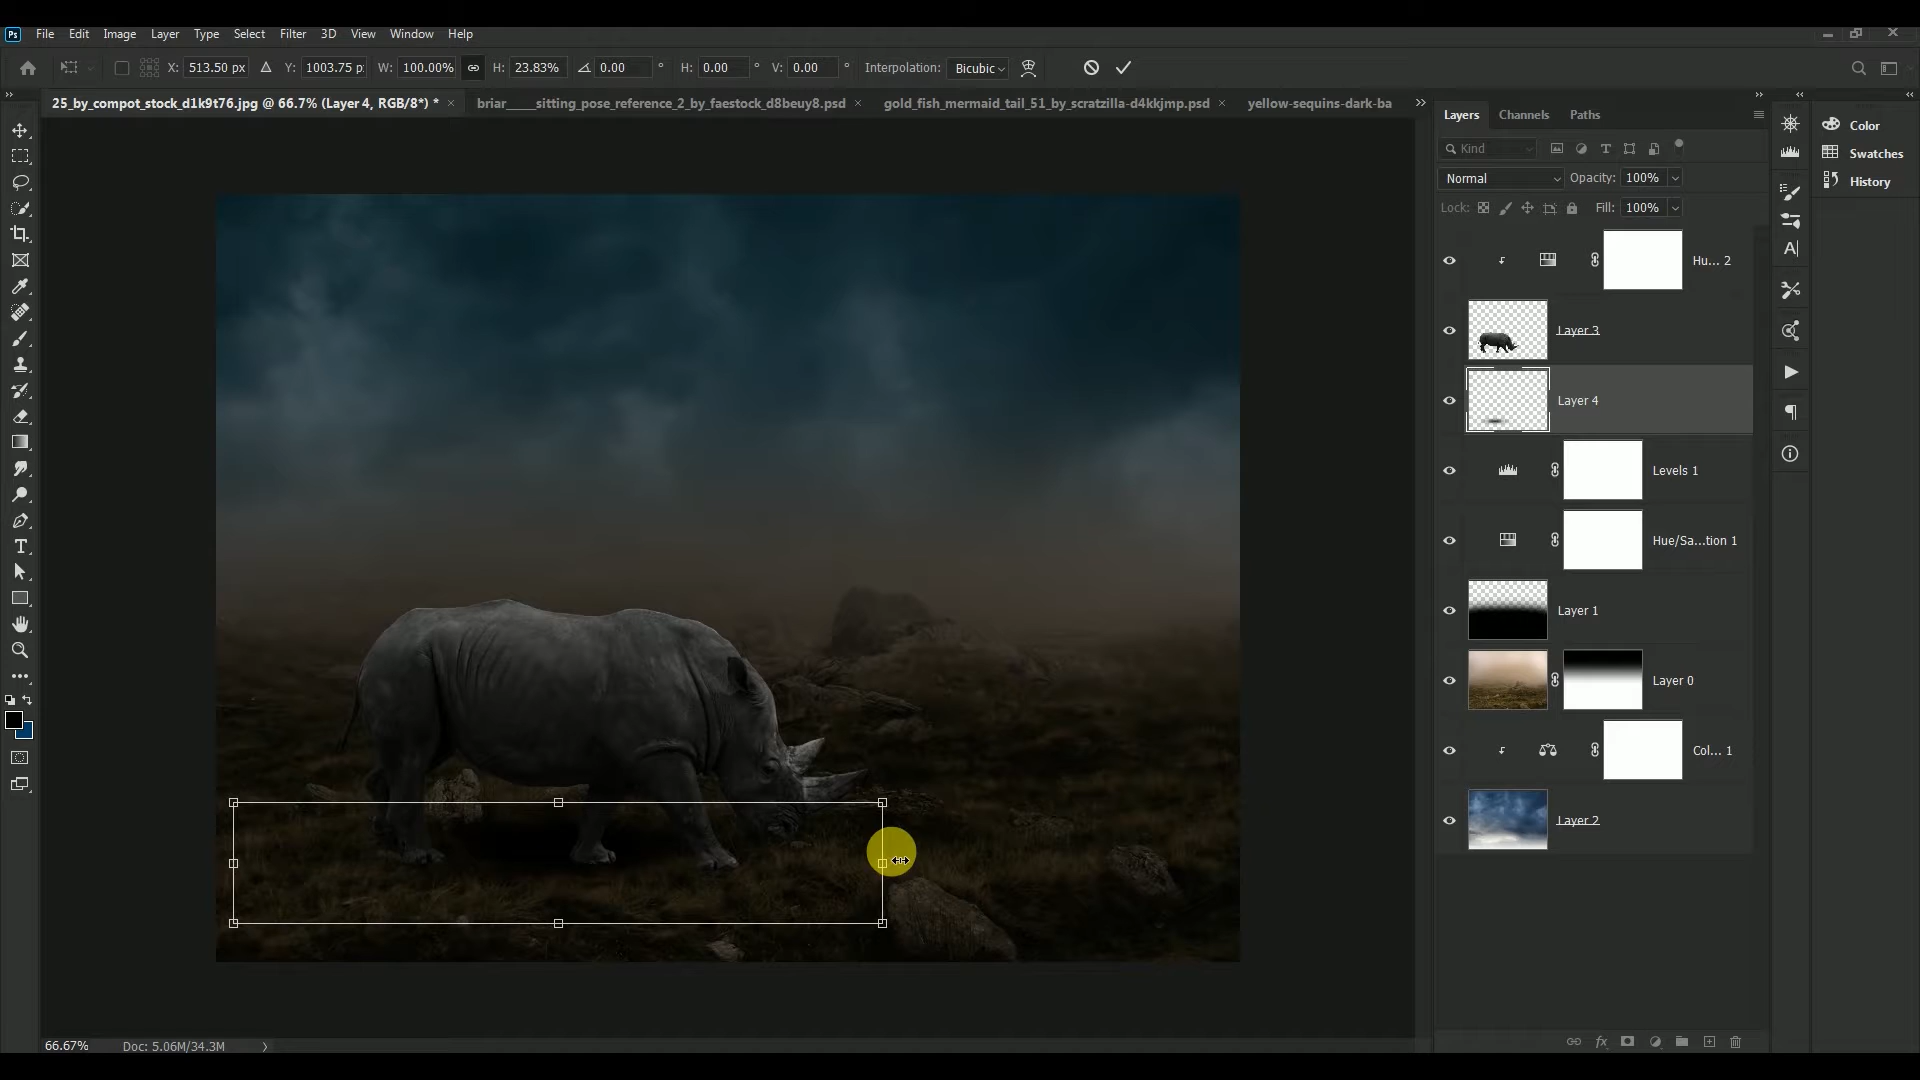 Ps File Edit Image Layer Type Select Filter 3D View Window Help
X: 513.50 px Y: 1003.75 p W: 100.00% H: 23.83% 0.00 ° H: 0.00 ° V: 0.00 ° Interpolation: Bicubic
25_by_compot_stock_d1k9t76.jpg @ 66.7% (Layer 4, RGB/8*) * × briar____sitting_pose_reference_2_by_faestock_d8beuy8.psd × gold_fish_mermaid_tail_51_by_scratzilla-d4kkjmp.psd × yellow-sequins-dark-ba
Layers Channels Paths
Color
Kind
Swatches
Normal Opacity: 100%
History
Lock: Fill: 100%
Hu... 2
Layer 3
Layer 4
Levels 1
Hue/Sa...tion 1
Layer 1
Layer 0
Col... 1
Layer 2
66.67% Doc: 5.06M/34.3M